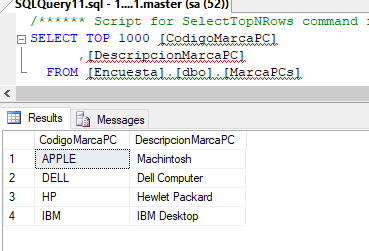 SQLQuery11.sql - 1....1.master (sa (52))
/****** Script for SelectTopNRows command f
SELECT TOP 1000 [CodigoMarcaPC]
,[DescripcionMarcaPC]
FROM [Encuesta].[dbo].[MarcaPCs]
Results Messages
CodigoMarcaPC DescripcionMarcaPC
1 APPLE Machintosh
2 DELL Dell Computer
3 HP Hewlet Packard
4 IBM IBM Desktop